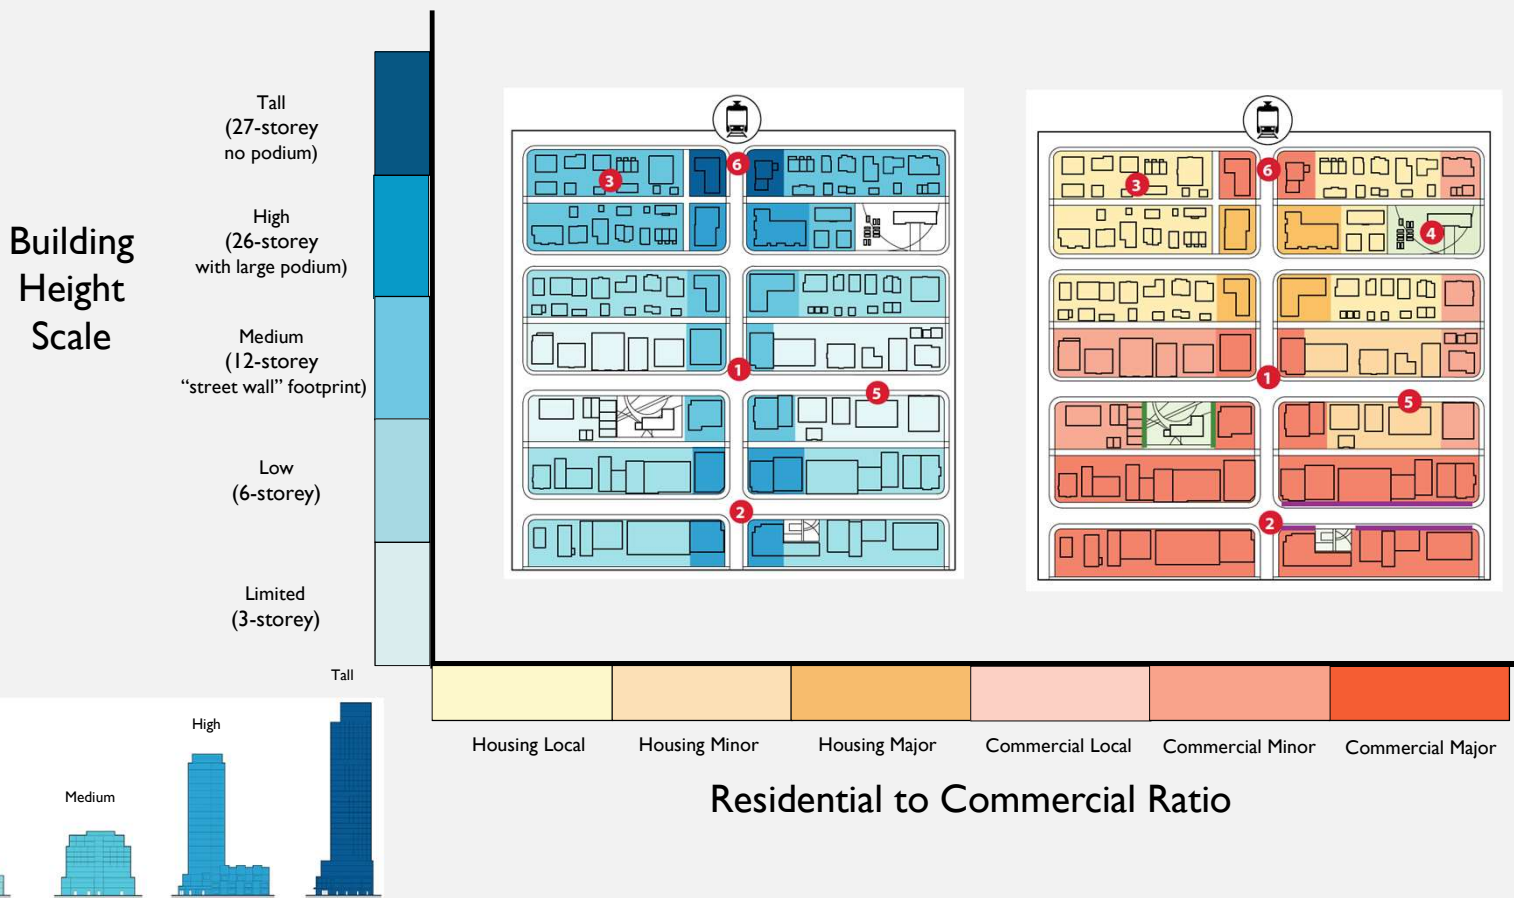 Building
Height
Scale
Tall
(27-storey
no podium)
High
(26-storey
with large podium)
Medium
(12-storey
“street wall” footprint)
Low
(6-storey)
Limited
(3-storey)
6
3
1
5
2
6
3
4
1
5
2
Housing Local
Housing Minor
Housing Major
Commercial Local
Commercial Minor
Commercial Major
Residential to Commercial Ratio
Medium
High
Tall